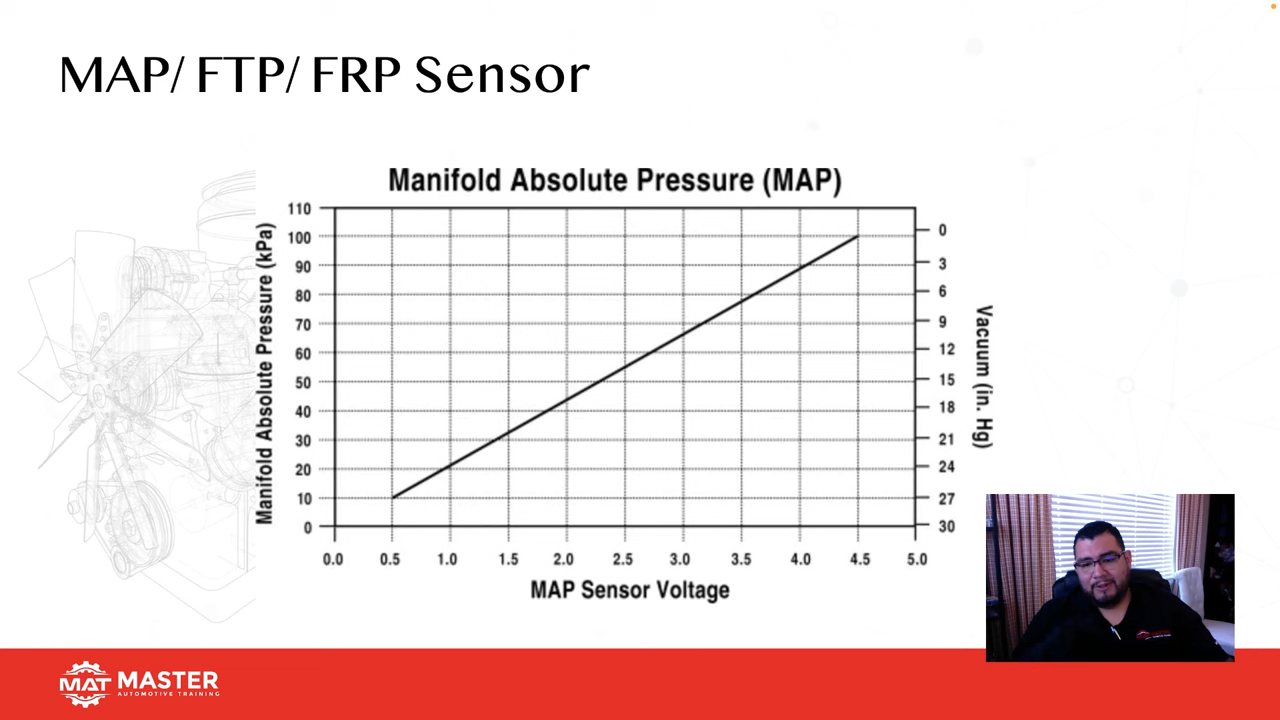 MAP/ FTP/ FRP Sensor
Manifold Absolute Pressure (MAP)
Manifold Absolute Pressure (kPa)
110
100
90
80
70
60
50
40
30
20
10
0
0
3
6
9
12
15
18
21
24
27
30
Vacuum (in. Hg)
0.0 0.5 1.0 1.5 2.0 2.5 3.0 3.5 4.0 4.5 5.0
MAP Sensor Voltage
MAT MASTER
AUTOMOTIVE TRAINING